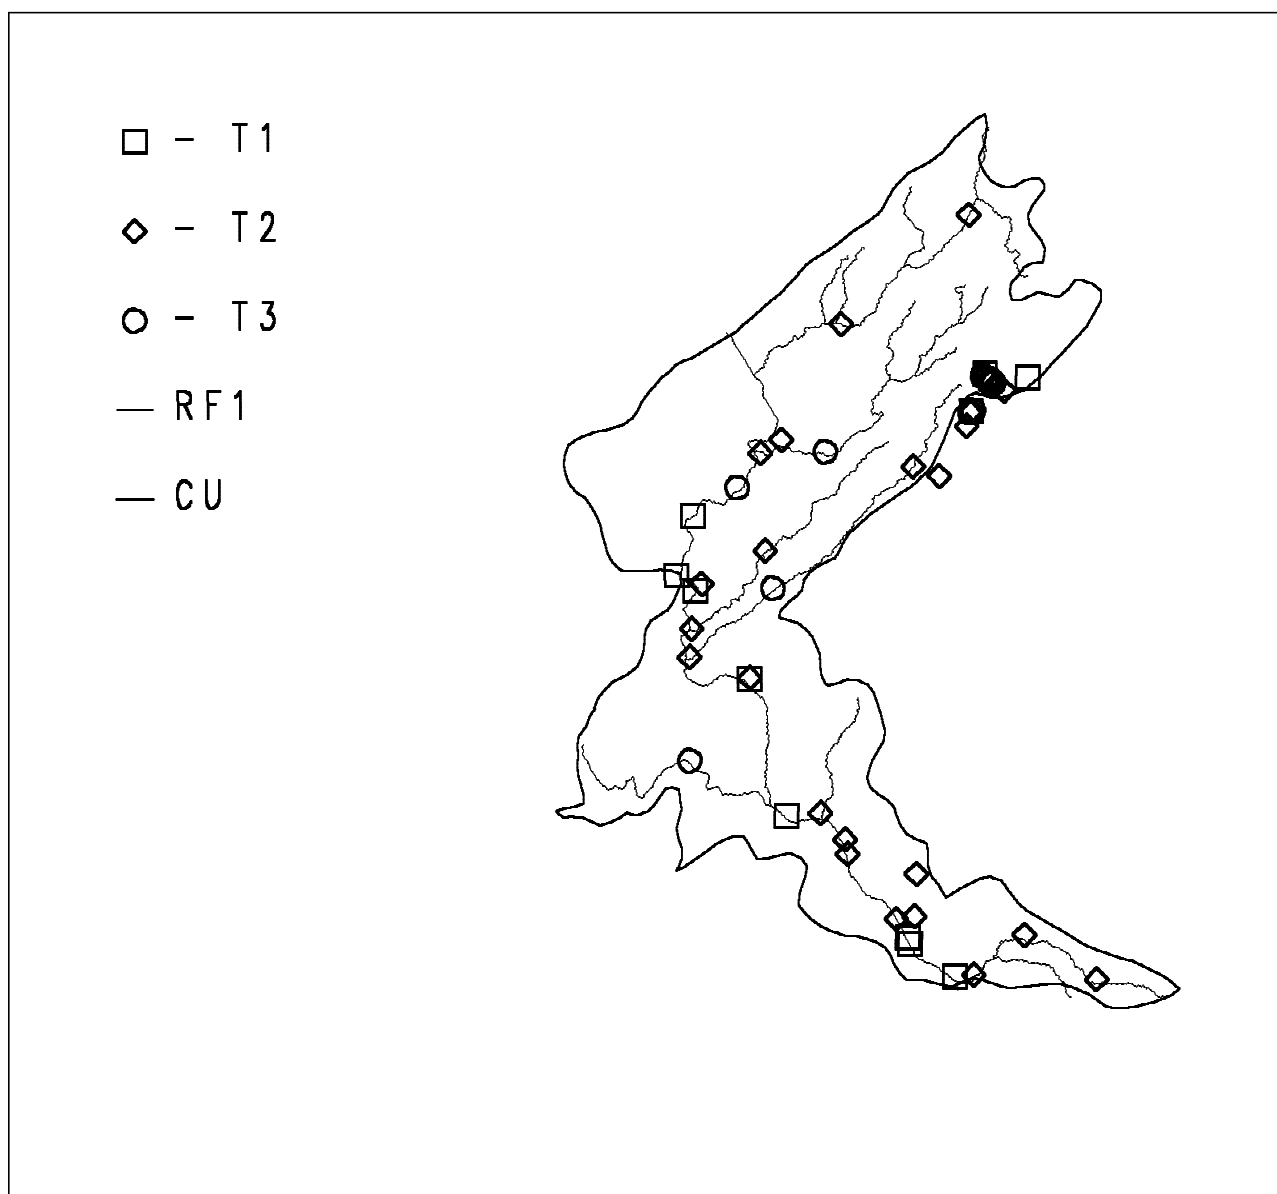 - T1
- T2
- T3
— RF1
— CU